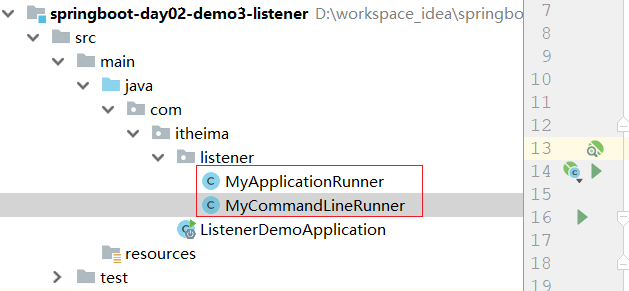 springboot-day02-demo3-listener D:\workspace_idea\springbo
src
main
java
com
itheima
listener
MyApplicationRunner
MyCommandLineRunner
ListenerDemoApplication
resources
test
7
8
9
10
11
12
13
14
15
16
17
18
19